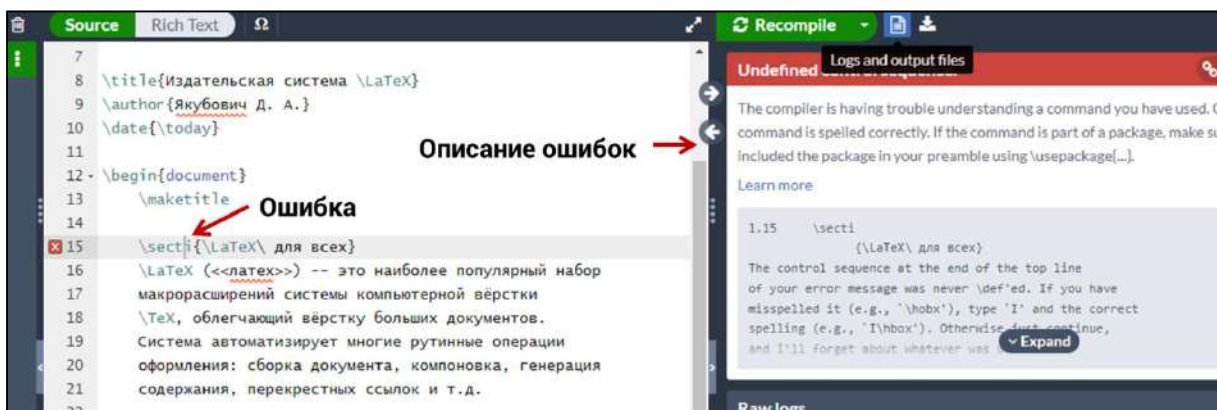 Source Rich Text Ω
Recompile
Logs and output files
7
8 \title{Издательская система \LaTeX}
9 \author{Якубович Д. А.}
10 \date{\today}
11
12 \begin{document}
13 \maketitle
14
15 \secti{\LaTeX\ для всех}
16 \LaTeX (<<латех>>) -- это наиболее популярный набор
17 макрорасширений системы компьютерной вёрстки
18 \TeX, облегчающий вёрстку больших документов.
19 Система автоматизирует многие рутинные операции
20 оформления: сборка документа, компоновка, генерация
21 содержания, перекрестных ссылок и т.д.
Ошибка
Описание ошибок
Undefined
The compiler is having trouble understanding a command you have used.
command is spelled correctly. If the command is part of a package, make
included the package in your preamble using \usepackage{...}.
Learn more
1.15 \secti
{\LaTeX\ для всех}
The control sequence at the end of the top line
of your error message was never \def'ed. If you have
misspelled it (e.g., `\hobx'), type `I' and the correct
spelling (e.g., `I\hbox'). Otherwise just continue,
and I'll forget about whatever was
Expand
Raw logs